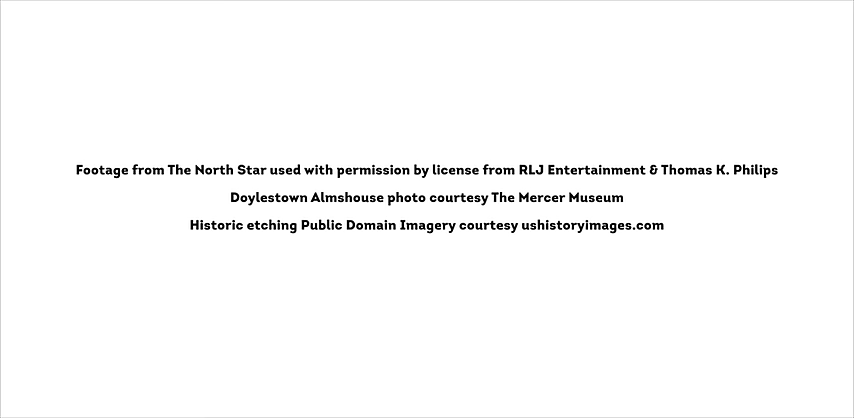 Footage from The North Star used with permission by license from RLJ Entertainment & Thomas K. Philips
Doylestown Almshouse photo courtesy The Mercer Museum
Historic etching Public Domain Imagery courtesy ushistoryimages.com